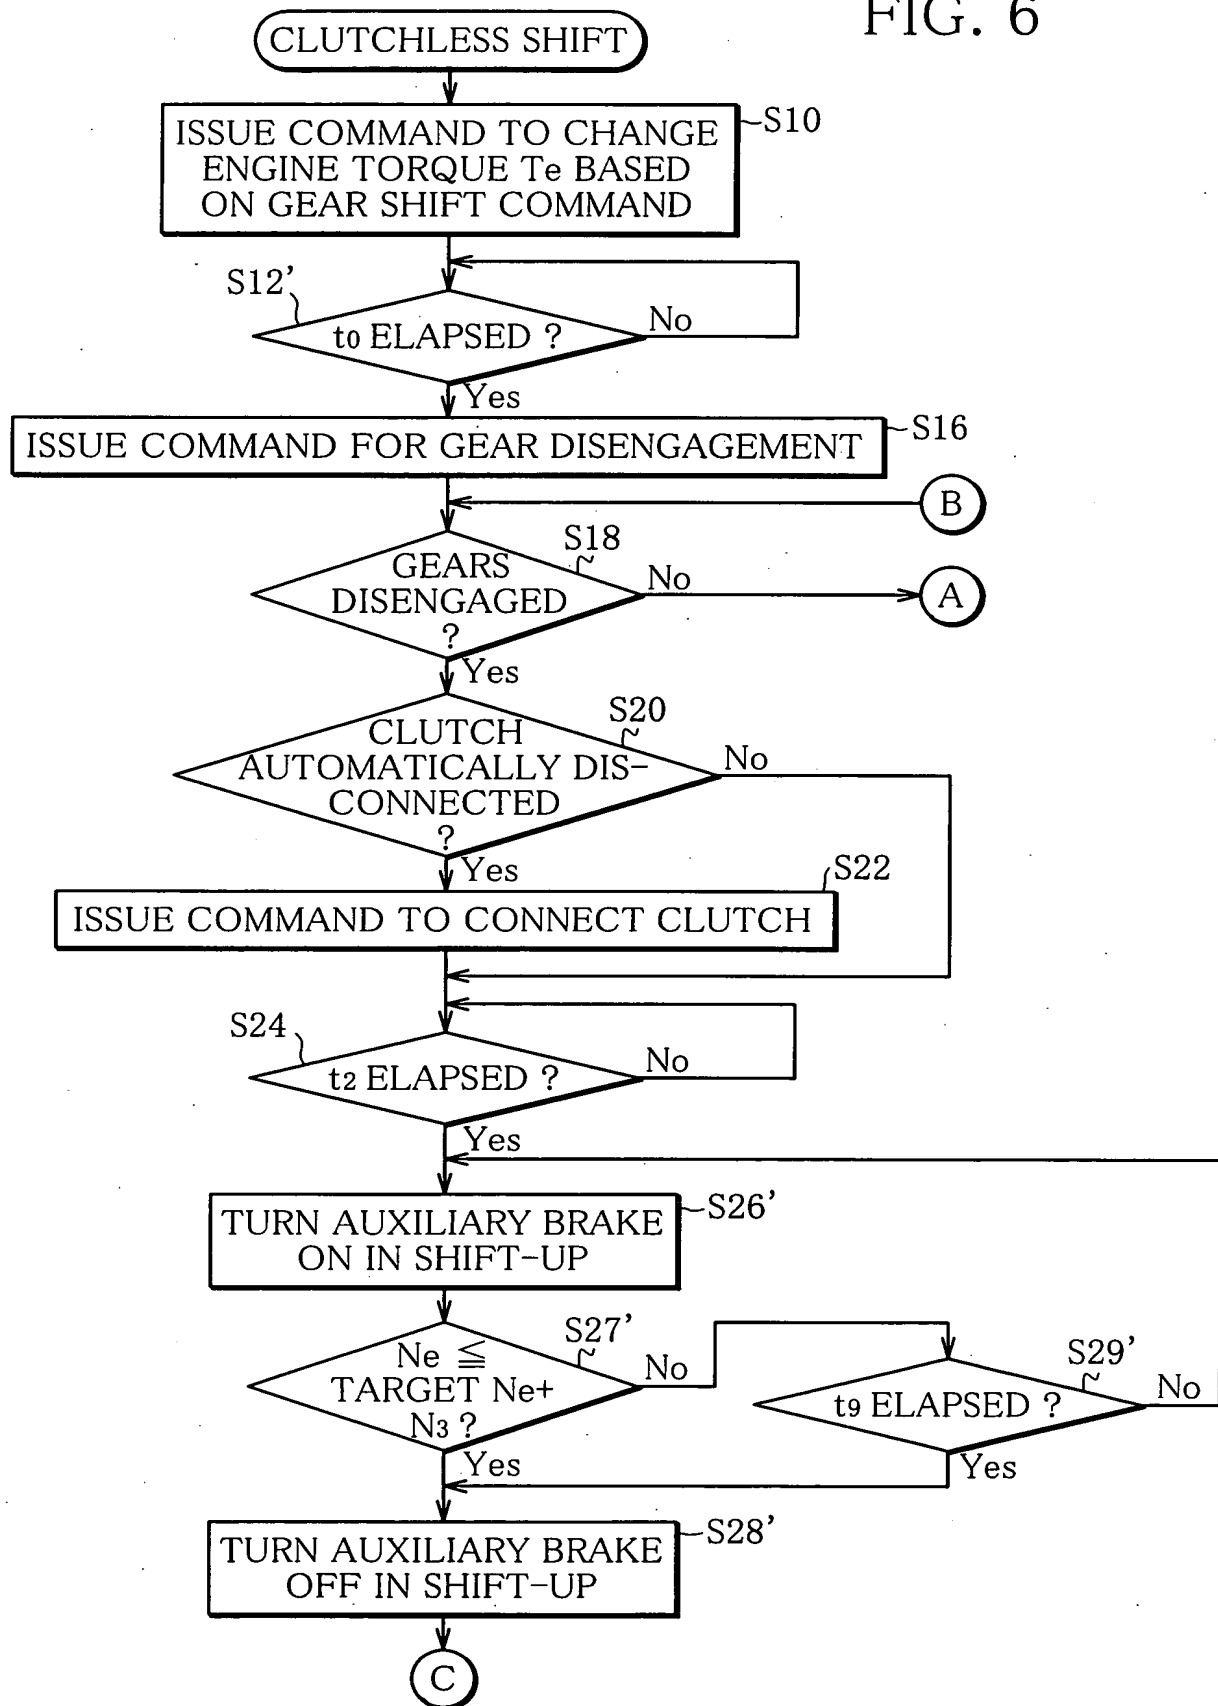 FIG. 6
CLUTCHLESS SHIFT
ISSUE COMMAND TO CHANGE
ENGINE TORQUE Te BASED
ON GEAR SHIFT COMMAND
S10
S12'
t0 ELAPSED ?
No
Yes
ISSUE COMMAND FOR GEAR DISENGAGEMENT
S16
B
S18
GEARS
DISENGAGED
?
No
A
Yes
S20
CLUTCH
AUTOMATICALLY DIS-
CONNECTED
?
No
Yes
S22
ISSUE COMMAND TO CONNECT CLUTCH
S24
t2 ELAPSED ?
No
Yes
TURN AUXILIARY BRAKE
ON IN SHIFT-UP
S26'
S27'
Ne ≦
TARGET Ne+
N3 ?
No
Yes
S29'
t9 ELAPSED ?
No
Yes
TURN AUXILIARY BRAKE
OFF IN SHIFT-UP
S28'
C